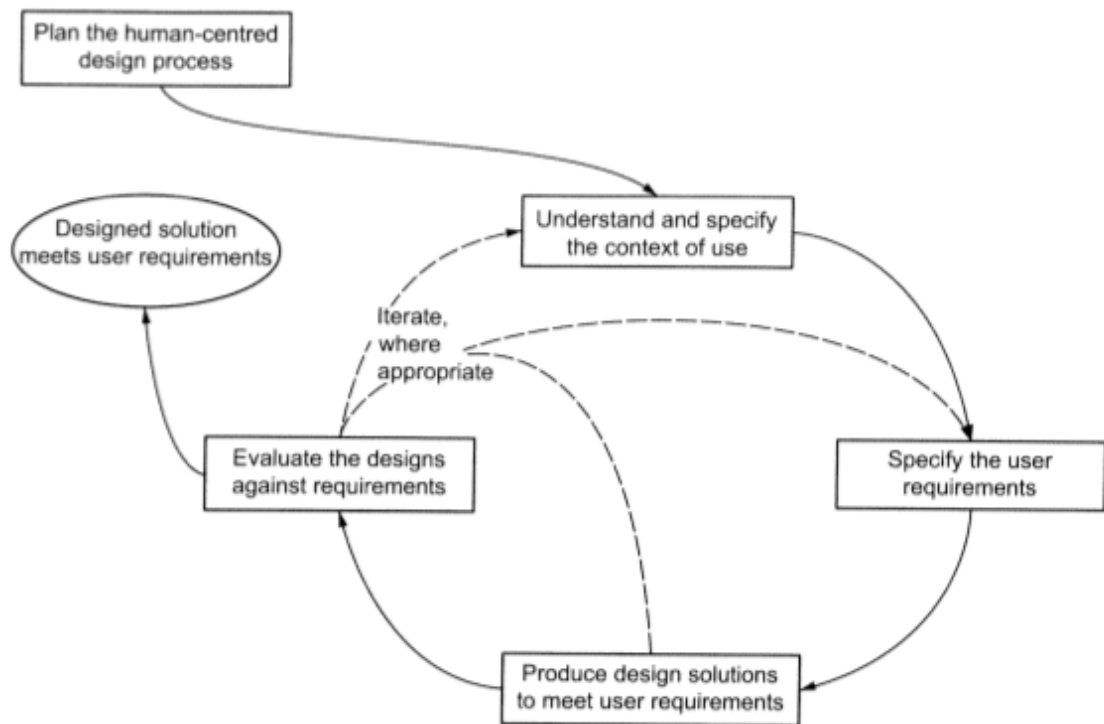 Plan the human-centred
design process
Designed solution
meets user requirements
Understand and specify
the context of use
Iterate,
where
appropriate
Evaluate the designs
against requirements
Specify the user
requirements
Produce design solutions
to meet user requirements